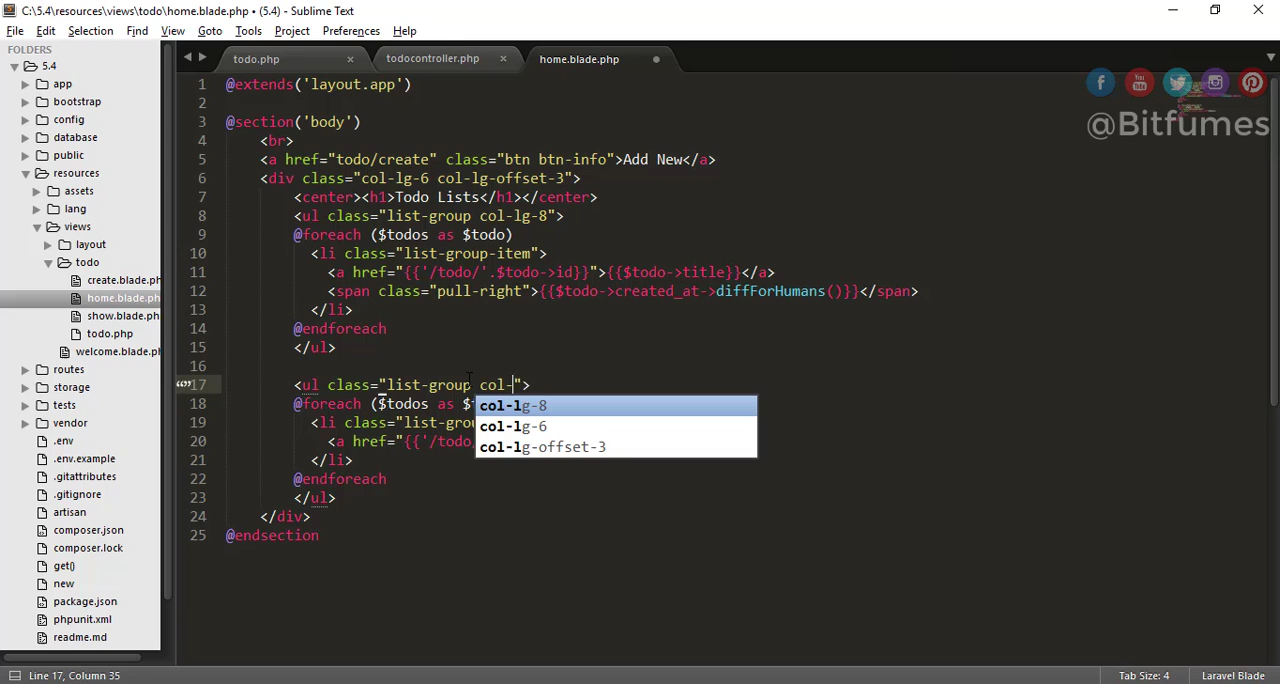 C:\5.4\resources\views\todo\home.blade.php • (5.4) - Sublime Text
File Edit Selection Find View Goto Tools Project Preferences Help
FOLDERS
5.4
app
bootstrap
config
database
public
resources
assets
lang
views
layout
todo
create.blade.ph
home.blade.ph
show.blade.ph
todo.php
welcome.blade.ph
routes
storage
tests
vendor
.env
.env.example
.gitattributes
.gitignore
artisan
composer.json
composer.lock
get()
new
package.json
phpunit.xml
readme.md
todo.php × todocontroller.php × home.blade.php
1 @extends('layout.app')
2
3 @section('body')
4 <br>
5 <a href="todo/create" class="btn btn-info">Add New</a>
6 <div class="col-lg-6 col-lg-offset-3">
7 <center><h1>Todo Lists</h1></center>
8 <ul class="list-group col-lg-8">
9 @foreach ($todos as $todo)
10 <li class="list-group-item">
11 <a href="{{'/todo/'.$todo->id}}">{{$todo->title}}</a>
12 <span class="pull-right">{{$todo->created_at->diffForHumans()}}</span>
13 </li>
14 @endforeach
15 </ul>
16
17 <ul class="list-group col-">
18 @foreach ($todos as $t
19 <li class="list-grou
20 <a href="{{'/todo/
21 </li>
22 @endforeach
23 </ul>
24 </div>
25 @endsection
col-lg-8
col-lg-6
col-lg-offset-3
You Tube
@Bitfumes
Line 17, Column 35
Tab Size: 4
Laravel Blade